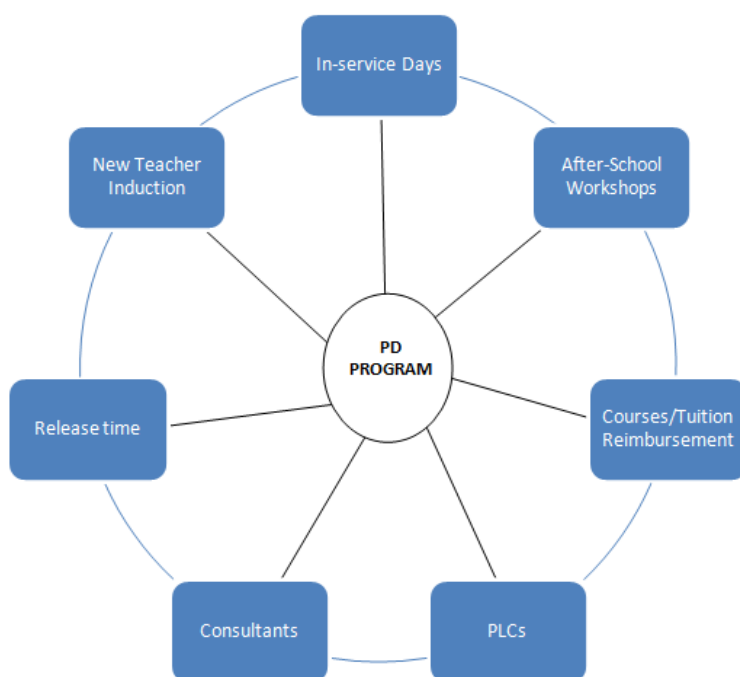 In-service Days
After-School
Workshops
Courses/Tuition
Reimbursement
PLCs
Consultants
Release time
New Teacher
Induction
PD
PROGRAM